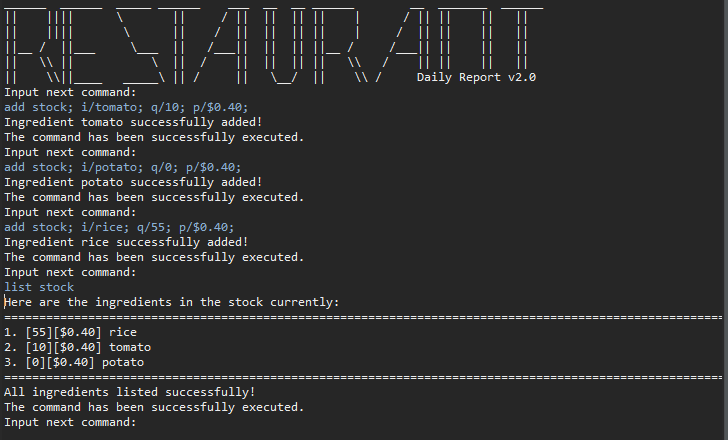 RESTAURANT
Daily Report v2.0
Input next command:
add stock; i/tomato; q/10; p/$0.40;
Ingredient tomato successfully added!
The command has been successfully executed.
Input next command:
add stock; i/potato; q/0; p/$0.40;
Ingredient potato successfully added!
The command has been successfully executed.
Input next command:
add stock; i/rice; q/55; p/$0.40;
Ingredient rice successfully added!
The command has been successfully executed.
Input next command:
list stock
Here are the ingredients in the stock currently:
1. [55][$0.40] rice
2. [10][$0.40] tomato
3. [0][$0.40] potato
All ingredients listed successfully!
The command has been successfully executed.
Input next command: